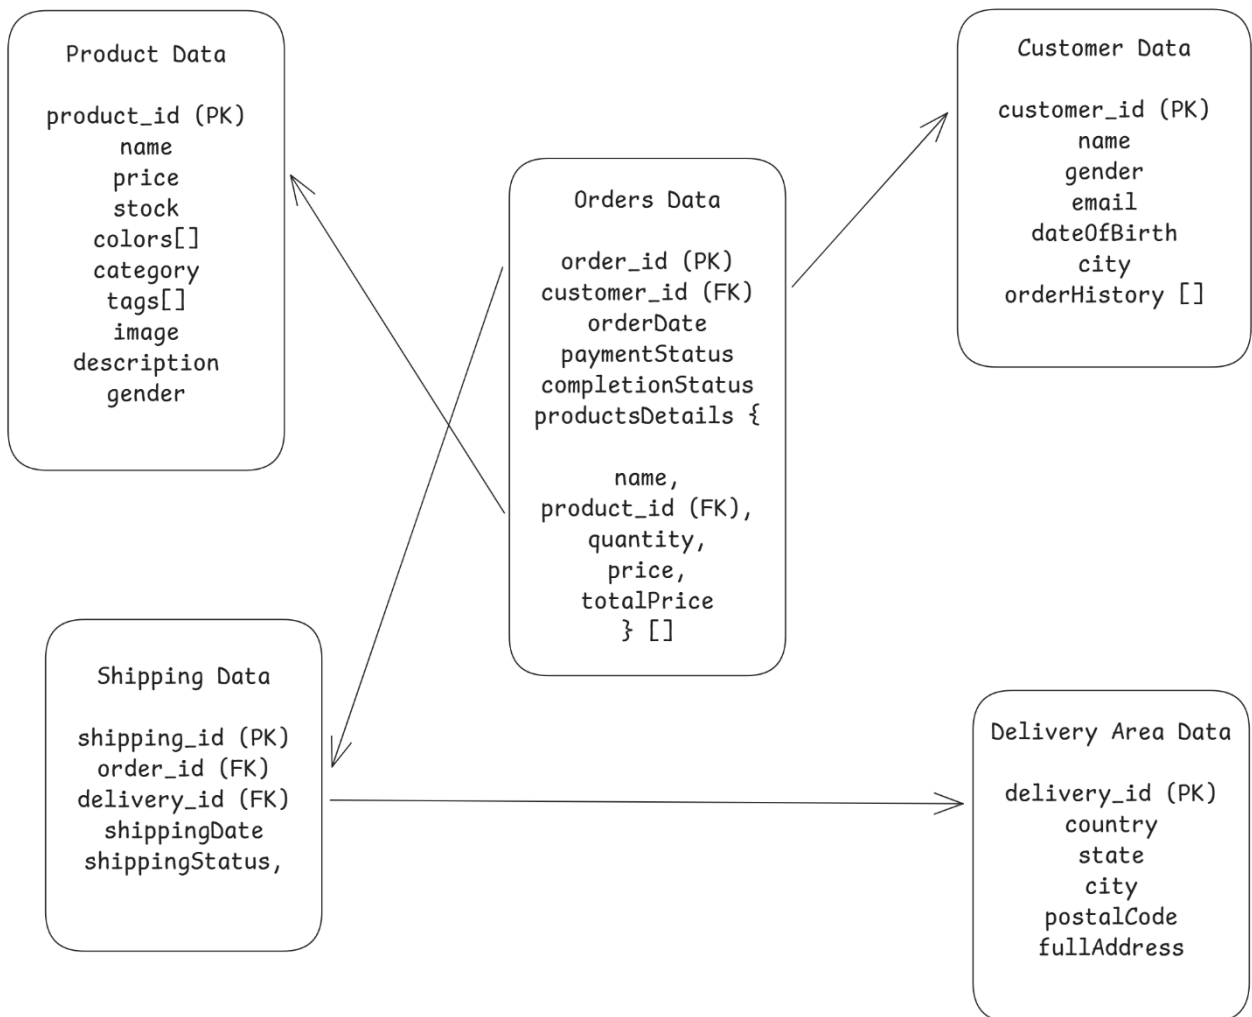 Product Data
product_id (PK)
name
price
stock
colors[]
category
tags[]
image
description
gender
Orders Data
order_id (PK)
customer_id (FK)
orderDate
paymentStatus
completionStatus
productsDetails {
name,
product_id (FK),
quantity,
price,
totalPrice
} []
Customer Data
customer_id (PK)
name
gender
email
dateOfBirth
city
orderHistory []
Shipping Data
shipping_id (PK)
order_id (FK)
delivery_id (FK)
shippingDate
shippingStatus,
Delivery Area Data
delivery_id (PK)
country
state
city
postalCode
fullAddress